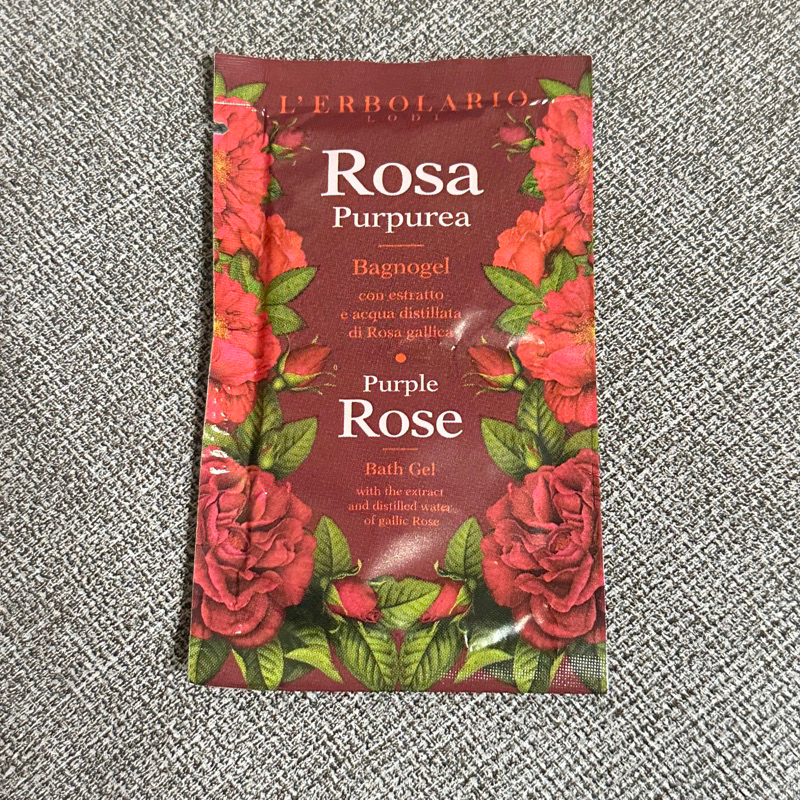 L'ERBOLARIO
LODI
Rosa
Purpurea
Bagnogel
con estratto
e acqua distillata
di Rosa gallica
Purple
Rose
Bath Gel
with the extract
and distilled water
of gallic Rose